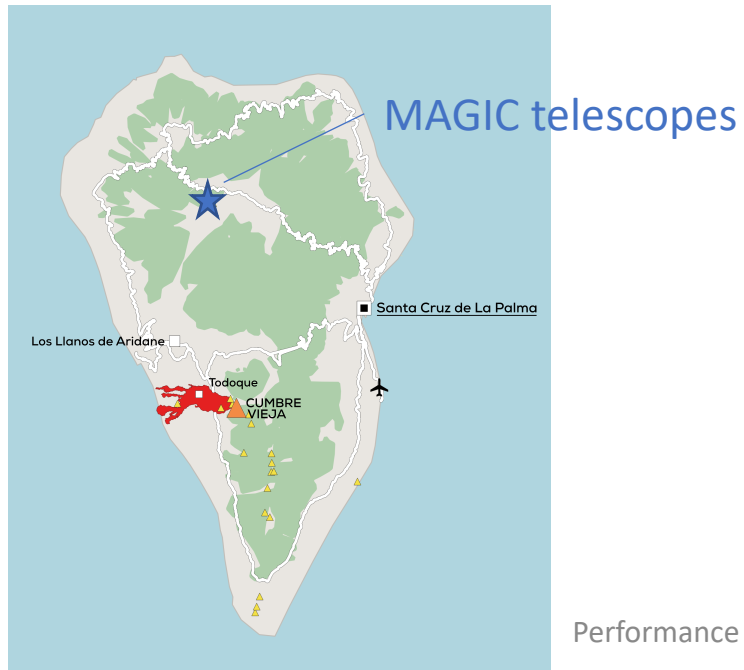 MAGIC telescopes
Santa Cruz de La Palma
Los Llanos de Aridane
Todoque
CUMBRE
VIEJA
Performance